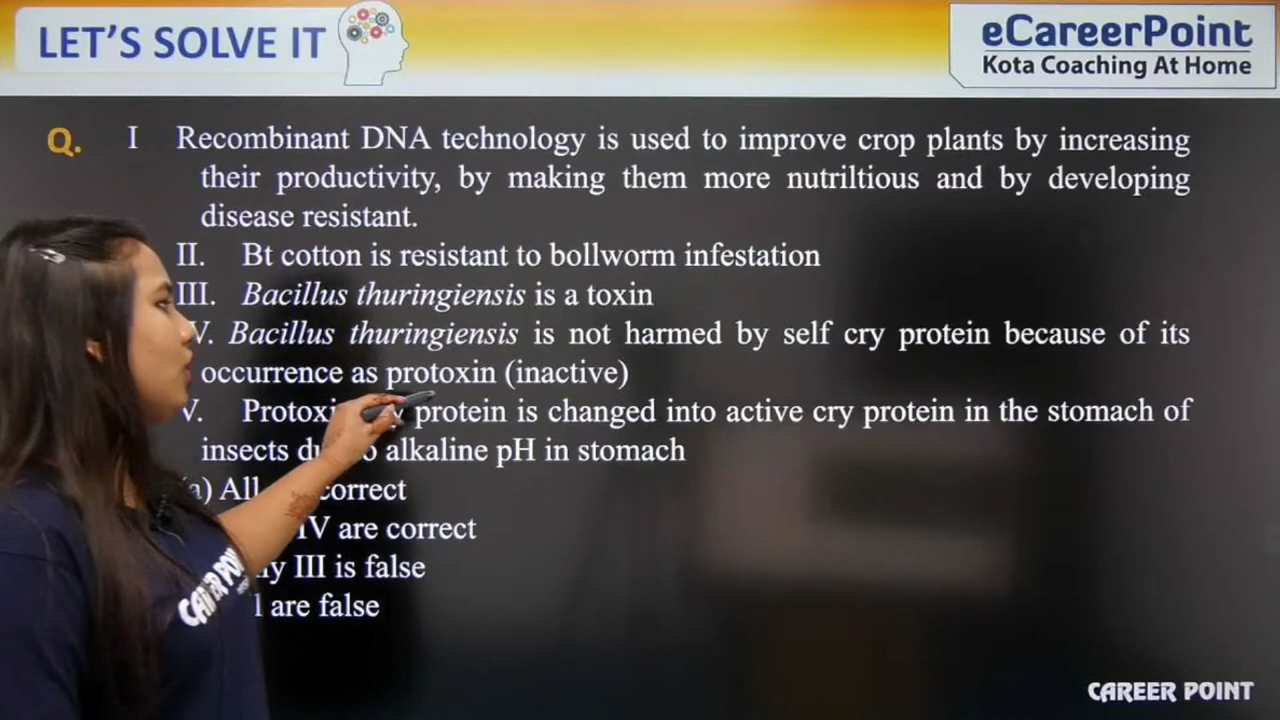 LET'S SOLVE IT
eCareerPoint
Kota Coaching At Home
Q. I Recombinant DNA technology is used to improve crop plants by increasing
their productivity, by making them more nutriltious and by developing
disease resistant.
II. Bt cotton is resistant to bollworm infestation
III. Bacillus thuringiensis is a toxin
V. Bacillus thuringiensis is not harmed by self cry protein because of its
occurrence as protoxin (inactive)
V. protein is changed into active cry protein in the stomach of
insects alkaline pH in stomach
a) All correct
IV are correct
III is false
are false
CAREER POINT